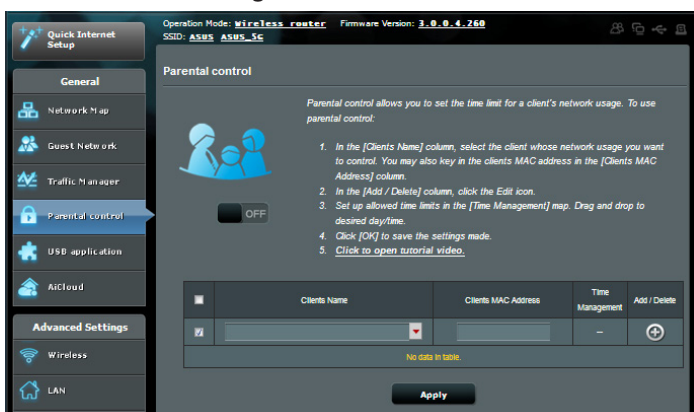 Quick Internet
Setup
Operation Mode: Wireless router Firmware Version: 3.0.0.4.260
SSID: ASUS ASUS_5G
General
Network Map
Guest Network
Traffic Manager
Parental control
USB application
AiCloud
Advanced Settings
Wireless
LAN
Parental control
Parental control allows you to set the time limit for a client's network usage. To use
parental control:
1. In the [Clients Name] column, select the client whose network usage you want
to control. You may also key in the clients MAC address in the [Clients MAC
Address] column.
2. In the [Add / Delete] column, click the Edit icon.
3. Set up allowed time limits in the [Time Management] map. Drag and drop to
desired day/time.
4. Click [OK] to save the settings made.
5. Click to open tutorial video.
OFF
Clients Name
Clients MAC Address
Time
Management
Add / Delete
–
No data in table.
Apply